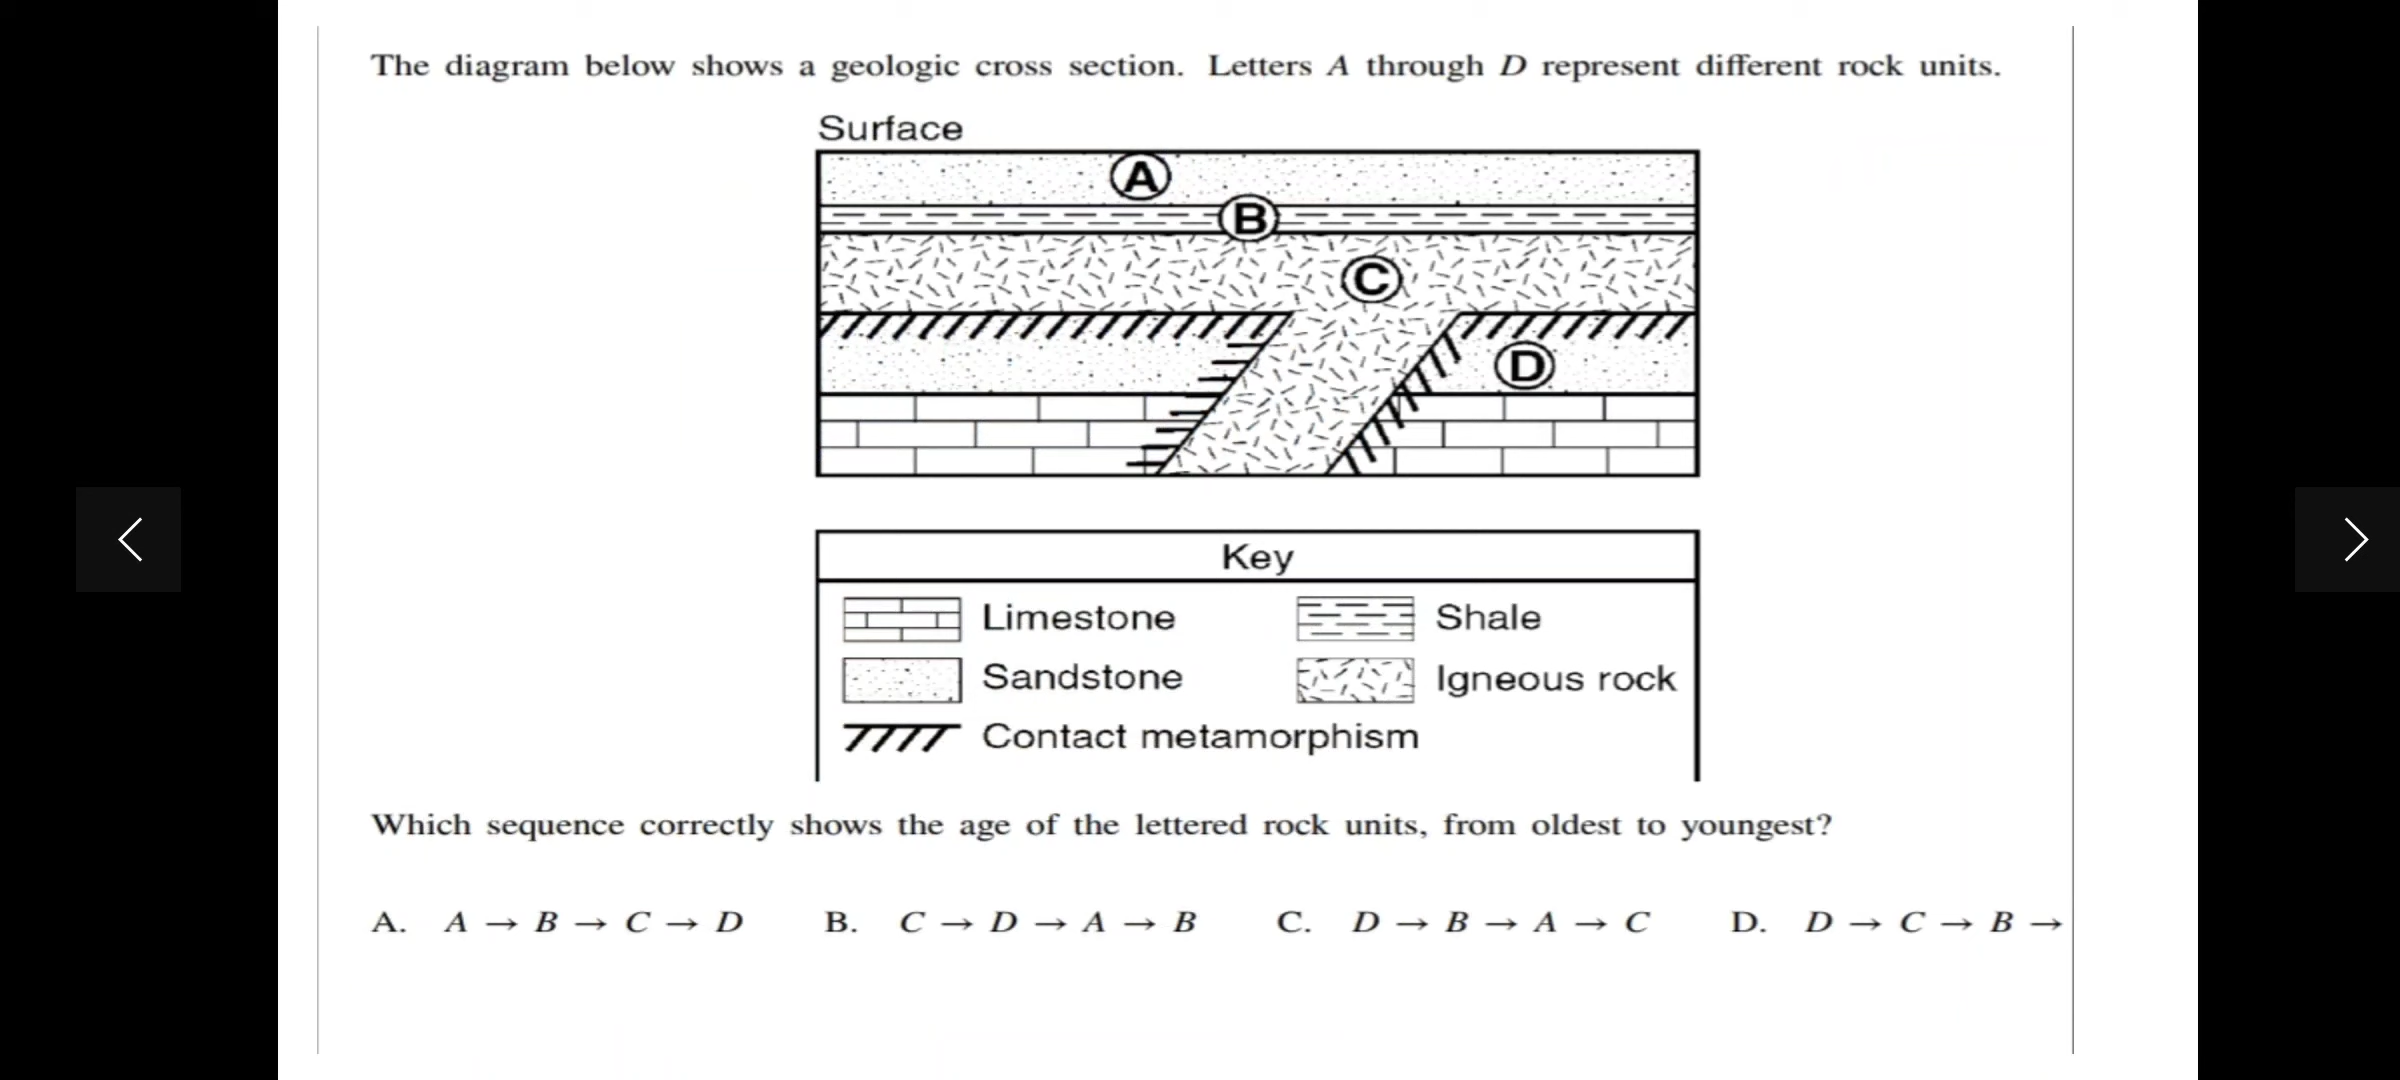 The diagram below shows a geologic cross section. Letters A through D represent different rock units.
Surface
A
B
C
D
Key
Limestone
Shale
Sandstone
Igneous rock
Contact metamorphism
Which sequence correctly shows the age of the lettered rock units, from oldest to youngest?
A. A → B → C → D B. C → D → A → B C. D → B → A → C D. D → C → B →